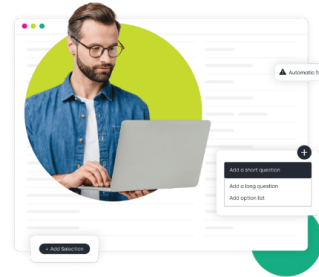 Automatic f
Add a short question
Add a long question
Add option list
+ Add Selection